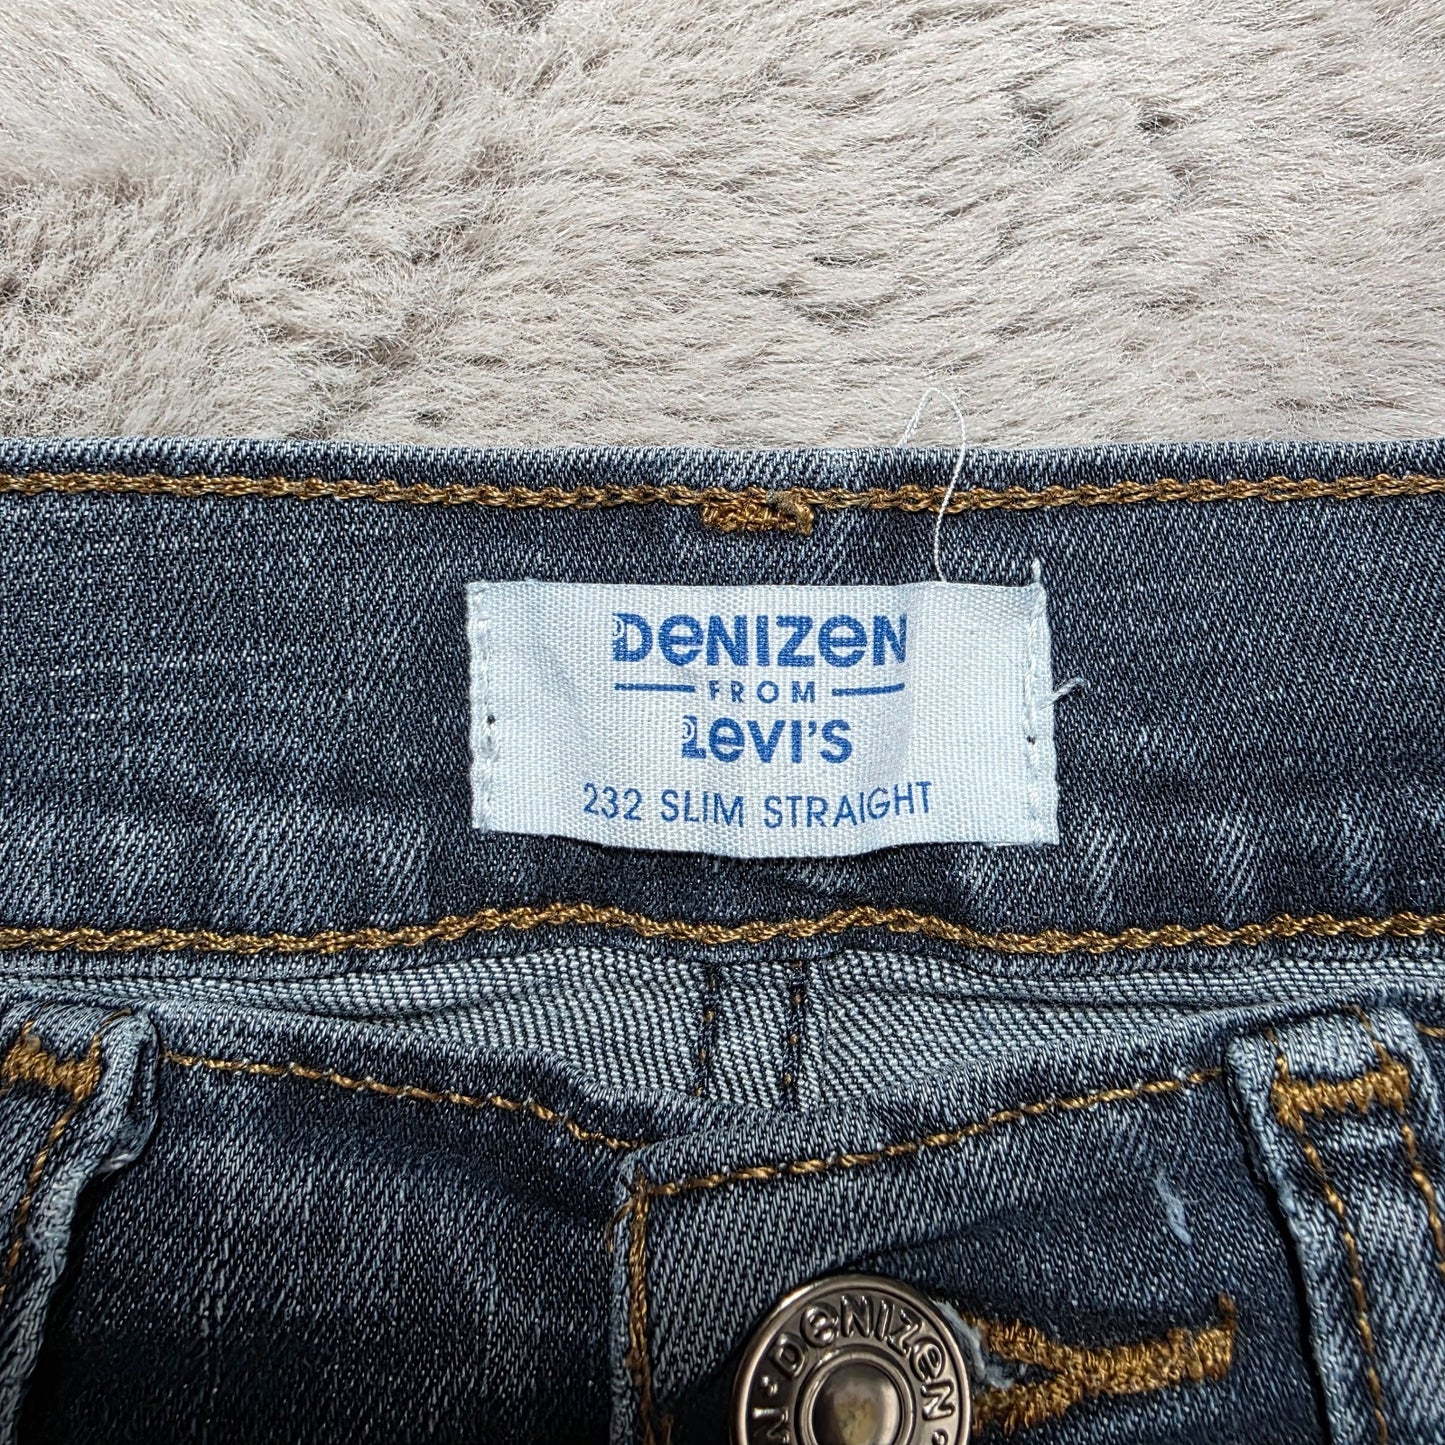 DeNIZeN
FROM
Levi's
232 SLIM STRAIGHT
DeNIZeN